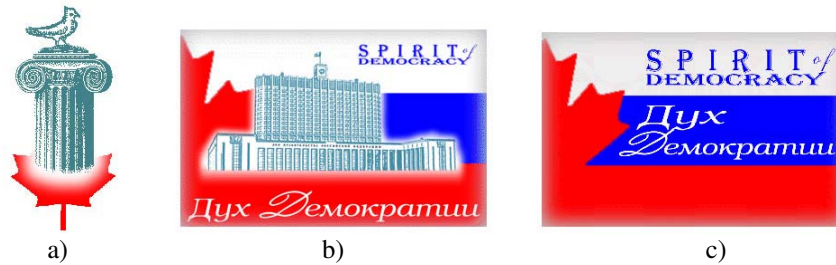 SPIRIT of
DEMOCRACY
Дух Демократии
SPIRIT of
DEMOCRACY
Дух
Демократии
a)
b)
c)